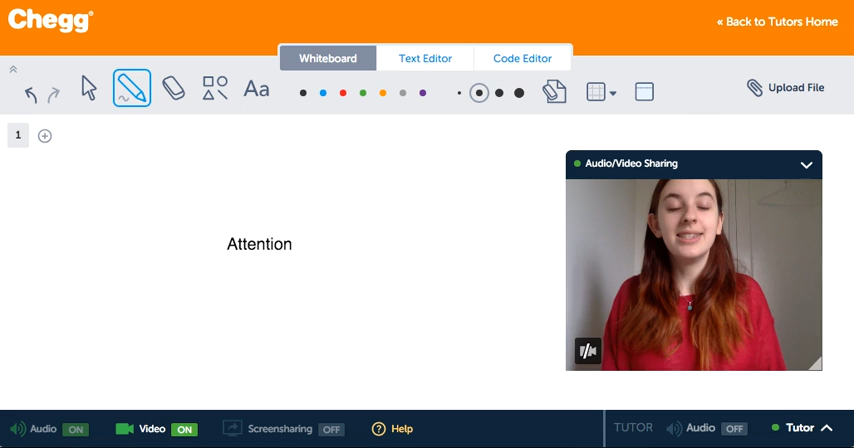 Chegg®
« Back to Tutors Home
Whiteboard Text Editor Code Editor
Aa
Upload File
1
Audio/Video Sharing
Attention
Audio ON Video ON Screensharing OFF ? Help TUTOR Audio OFF Tutor